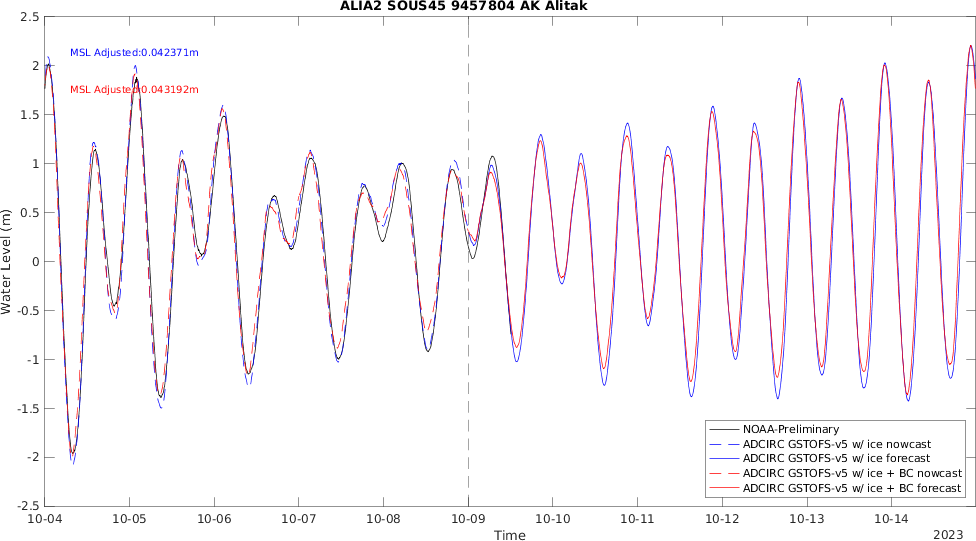 ALIA2 SOUS45 9457804 AK Alitak
2.5
2
1.5
1
0.5
0
-0.5
-1
-1.5
-2
-2.5
Water Level (m)
MSL Adjusted:0.042371m
MSL Adjusted:0.043192m
NOAA-Preliminary
ADCIRC GSTOFS-v5 w/ ice nowcast
ADCIRC GSTOFS-v5 w/ ice forecast
ADCIRC GSTOFS-v5 w/ ice + BC nowcast
ADCIRC GSTOFS-v5 w/ ice + BC forecast
10-04 10-05 10-06 10-07 10-08 10-09 10-10 10-11 10-12 10-13 10-14
Time
2023